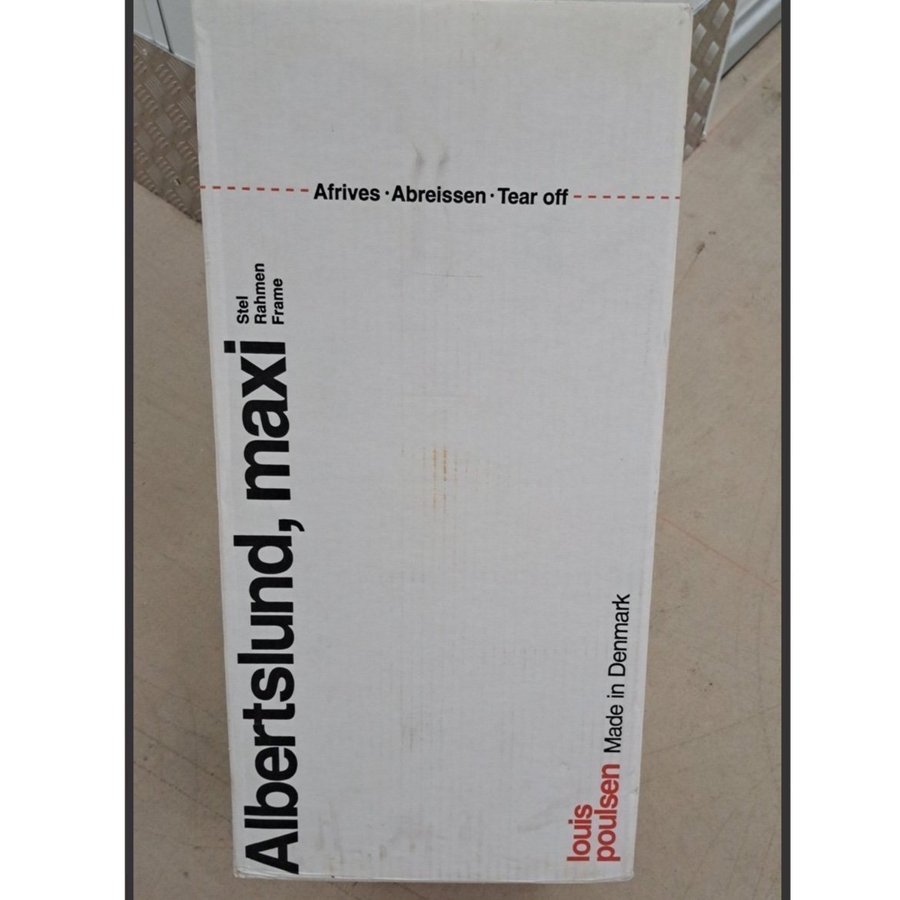 Afrives · Abreissen · Tear off
Albertslund, maxi
Stel
Rahmen
Frame
louis
poulsen Made in Denmark